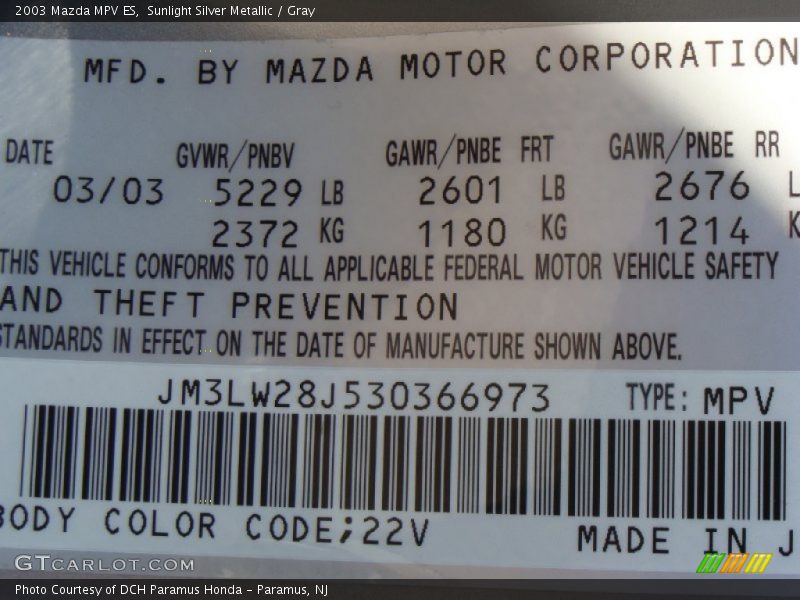 2003 Mazda MPV ES, Sunlight Silver Metallic / Gray
MFD. BY MAZDA MOTOR CORPORATION
DATE GVWR/PNBV GAWR/PNBE FRT GAWR/PNBE RR
03/03 5229 LB 2601 LB 2676 L
2372 KG 1180 KG 1214 K
THIS VEHICLE CONFORMS TO ALL APPLICABLE FEDERAL MOTOR VEHICLE SAFETY
AND THEFT PREVENTION
STANDARDS IN EFFECT ON THE DATE OF MANUFACTURE SHOWN ABOVE.
JM3LW28J530366973 TYPE: MPV
BODY COLOR CODE;22V MADE IN J
GTCARLOT.COM
Photo Courtesy of DCH Paramus Honda - Paramus, NJ